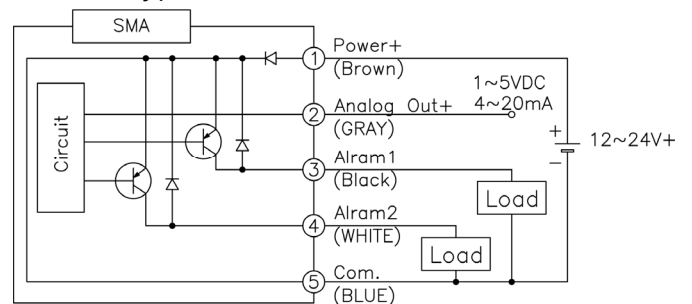 SMA
1 Power+
(Brown)
2 Analog Out+
(GRAY)
1~5VDC
4~20mA
+
12~24V+
−
Circuit
3 Alram1
(Black)
Load
4 Alram2
(WHITE)
Load
5 Com.
(BLUE)